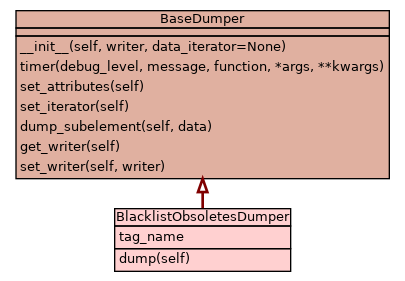 BaseDumper
__init__(self, writer, data_iterator=None)
timer(debug_level, message, function, *args, **kwargs)
set_attributes(self)
set_iterator(self)
dump_subelement(self, data)
get_writer(self)
set_writer(self, writer)
BlacklistObsoletesDumper
tag_name
dump(self)